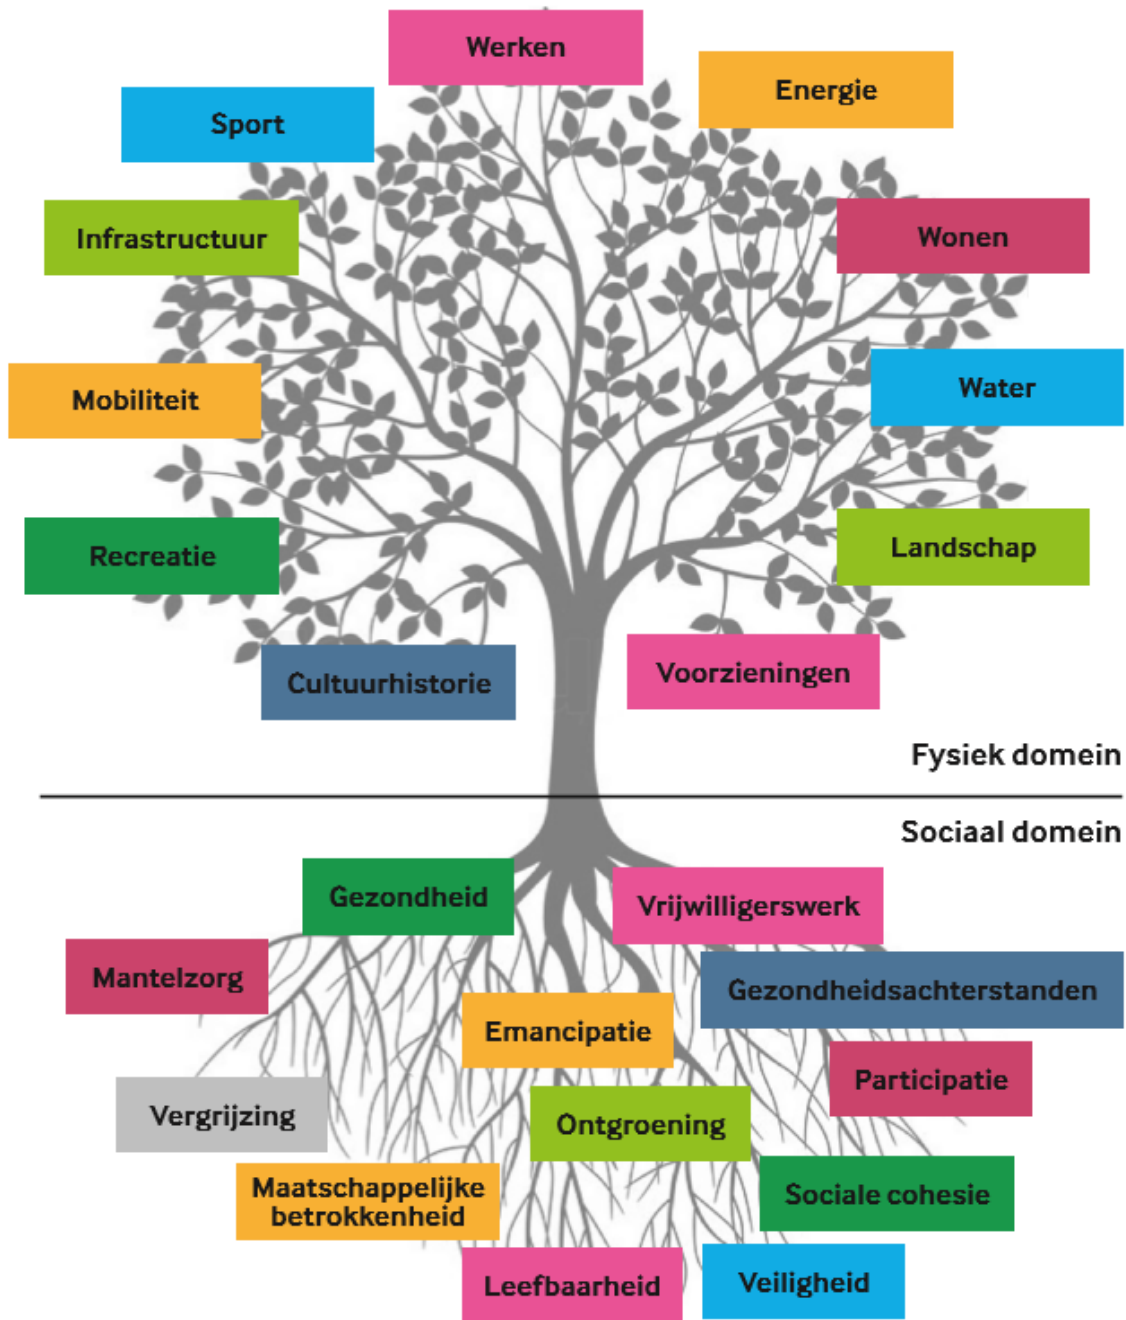 Werken
Energie
Sport
Infrastructuur
Wonen
Mobiliteit
Water
Recreatie
Landschap
Cultuurhistorie
Voorzieningen
Fysiek domein
Sociaal domein
Gezondheid
Vrijwilligerswerk
Mantelzorg
Gezondheidsachterstanden
Emancipatie
Participatie
Vergrijzing
Ontgroening
Maatschappelijke
betrokkenheid
Sociale cohesie
Leefbaarheid
Veiligheid